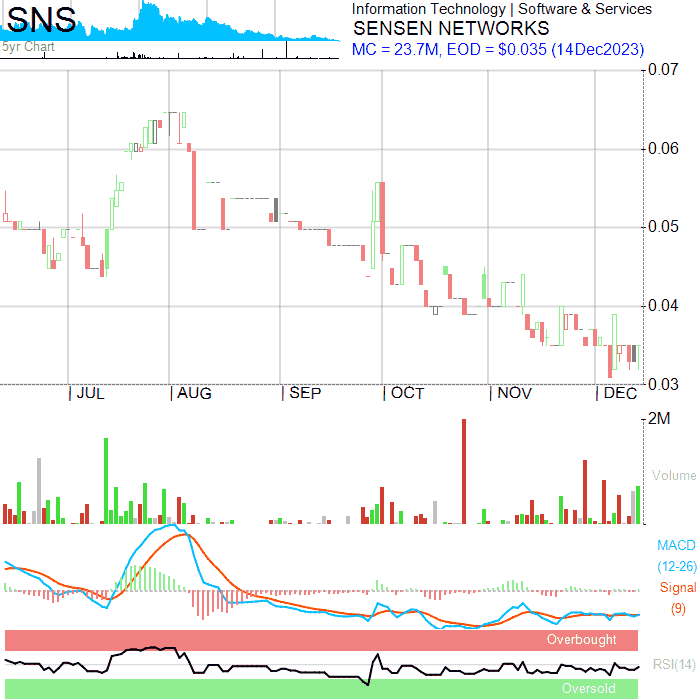 SNS
5yr Chart
Information Technology | Software & Services
SENSEN NETWORKS
MC = 23.7M, EOD = $0.035 (14Dec2023)
0.07
0.06
0.05
0.04
0.03
JUL
AUG
SEP
OCT
NOV
DEC
2M
Volume
MACD
(12-26)
Signal
(9)
Overbought
RSI(14)
Oversold